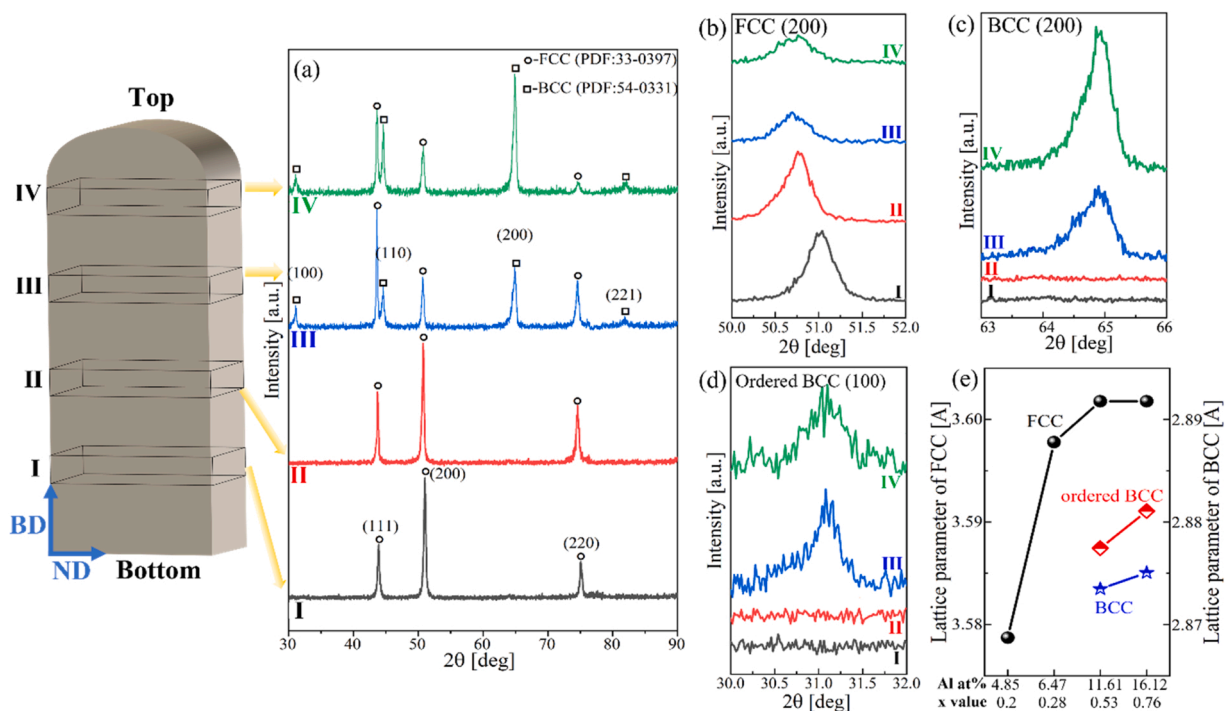 Top
IV
III
II
I
BD
ND
Bottom
(a)
-FCC (PDF:33-0397)
-BCC (PDF:54-0331)
IV
(100)
(110)
(200)
(221)
III
II
(200)
(111)
(220)
I
Intensity [a.u.]
30 40 50 60 70 80 90
2θ [deg]
(b) FCC (200)
IV
III
II
I
Intensity [a.u.]
50.0 50.5 51.0 51.5 52.0
2θ [deg]
(c) BCC (200)
IV
III
II
I
Intensity [a.u.]
63 64 65 66
2θ [deg]
(d) Ordered BCC (100)
IV
III
II
I
Intensity [a.u.]
30.0 30.5 31.0 31.5 32.0
2θ [deg]
(e)
FCC
ordered BCC
BCC
Lattice parameter of FCC [A]
3.60
3.59
3.58
Lattice parameter of BCC [A]
2.89
2.88
2.87
Al at% 4.85 6.47 11.61 16.12
x value 0.2 0.28 0.53 0.76